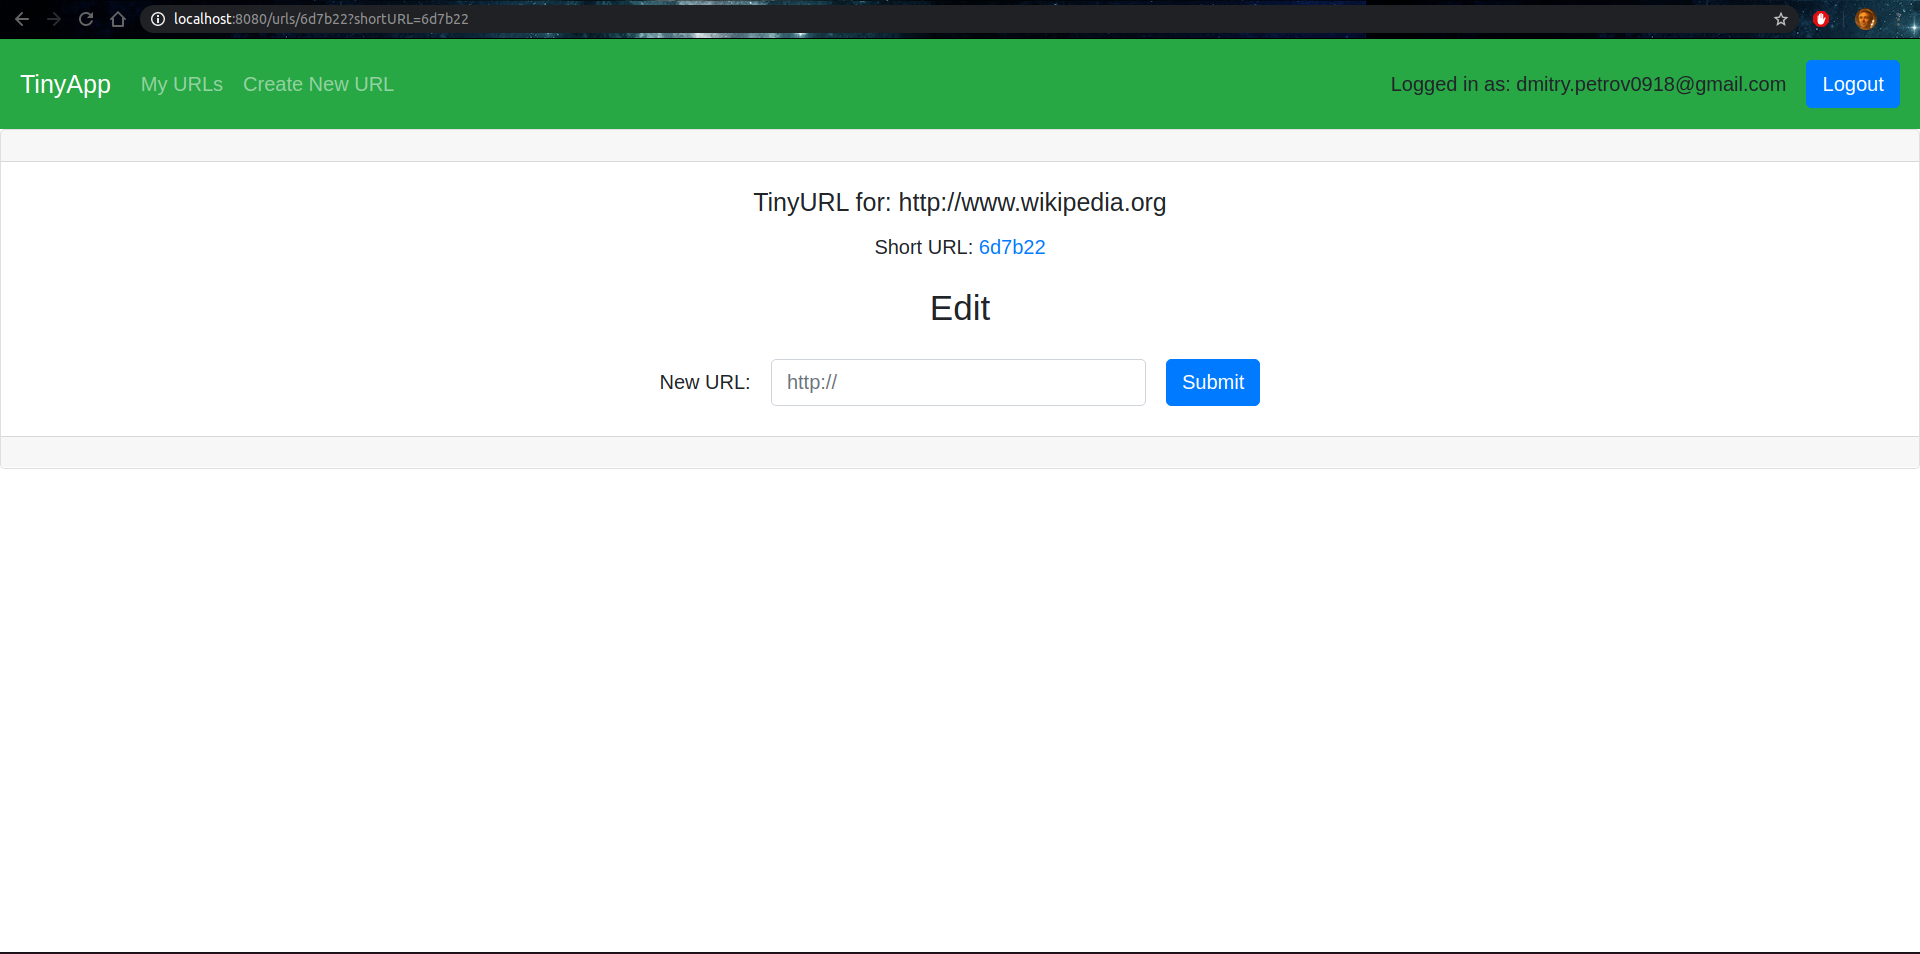 localhost:8080/urls/6d7b22?shortURL=6d7b22
TinyApp My URLs Create New URL Logged in as: dmitry.petrov0918@gmail.com Logout
TinyURL for: http://www.wikipedia.org
Short URL: 6d7b22
Edit
New URL: http:// Submit